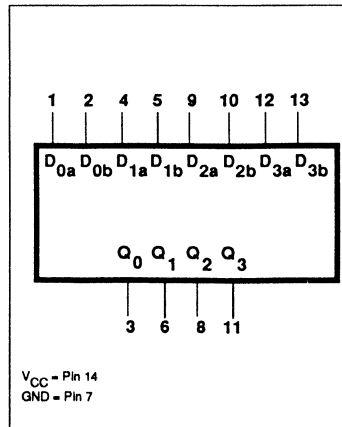 1 2 4 5 9 10 12 13
D0a D0b D1a D1b D2a D2b D3a D3b
Q0 Q1 Q2 Q3
3 6 8 11
VCC = Pin 14
GND = Pin 7